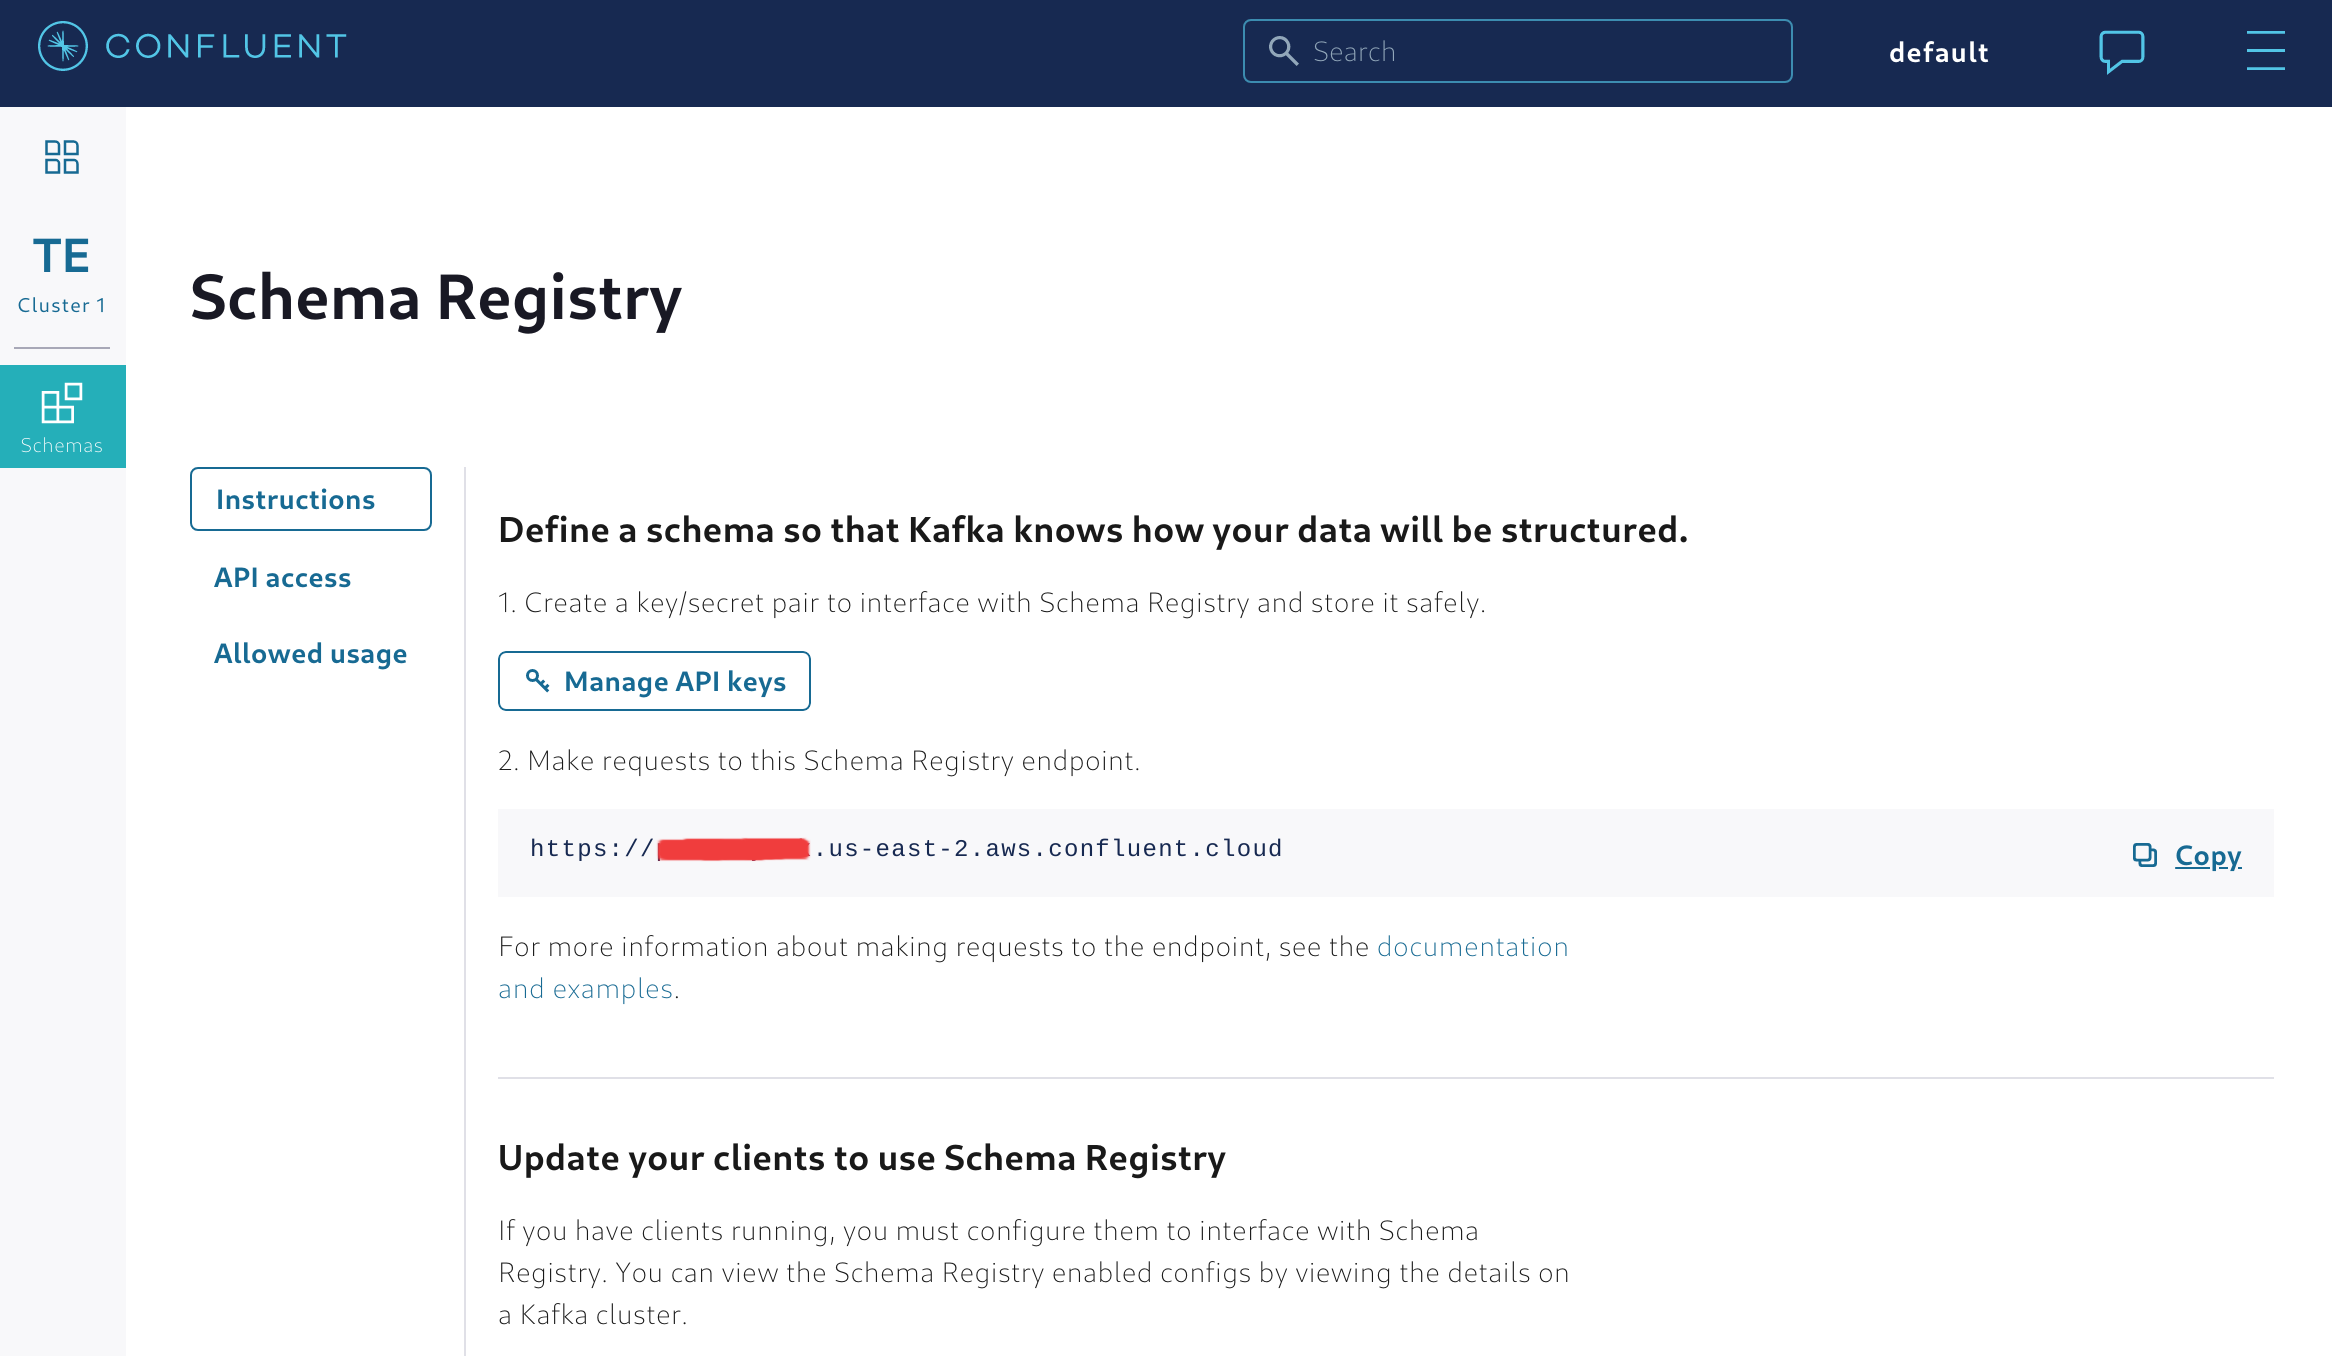 CONFLUENT
Search
default
TE
Cluster 1
Schemas
Schema Registry
Instructions
API access
Allowed usage
Define a schema so that Kafka knows how your data will be structured.
1. Create a key/secret pair to interface with Schema Registry and store it safely.
Manage API keys
2. Make requests to this Schema Registry endpoint.
https:// .us-east-2.aws.confluent.cloud
Copy
For more information about making requests to the endpoint, see the documentation
and examples.
Update your clients to use Schema Registry
If you have clients running, you must configure them to interface with Schema
Registry. You can view the Schema Registry enabled configs by viewing the details on
a Kafka cluster.